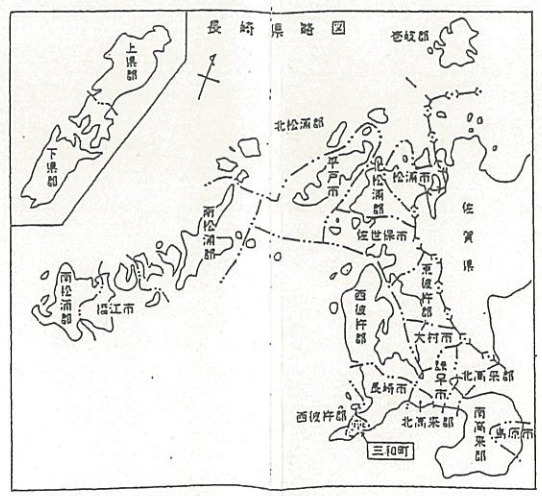 長崎県略図
壱岐郡
上県郡
下県郡
北松浦郡
平戸市
北松浦郡
松浦市
佐賀県
南松浦郡
佐世保市
東彼杵郡
南松浦郡
福江市
西彼杵郡
大村市
諫早市
北高来郡
長崎市
西彼杵郡
北高来郡
南高来郡
島原市
三和町